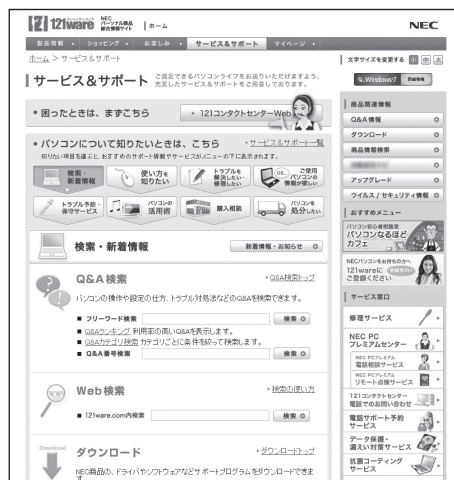 121ware NEC パーソナル商品 総合情報サイト ホーム NEC
製品情報 ショッピング お楽しみ サービス&サポート マイページ
ホーム > サービス&サポート
サービス&サポート
ご満足できるパソコンライフをお送りいただけますよう、
充実したサービス&サポートをご用意しております。
困ったときは、まずこちら
121コンタクトセンターWeb
パソコンについて知りたいときは、こちら
サービス&サポート一覧
知りたい項目を選ぶと、おすすめのサポート情報やサービスがメニューの下に表示されます。
検索・
新着情報
使い方を
知りたい
トラブルを
解決したい・
修理したい
OS...
ご使用
パソコンの
情報が欲しい
トラブル予防・
保守サービス
パソコンの
活用術
購入相談
パソコンを
処分したい
検索・新着情報
新着情報・お知らせ
Q&A検索
Q&A検索トップ
パソコンの操作や設定の仕方、トラブル対処法などのQ&Aを検索できます。
フリーワード検索 検索
Q&Aランキング 利用率の高いQ&Aを表示します。
Q&Aカテゴリ検索 カテゴリごとに条件を絞って検索します。
Q&A番号検索 検索
WWW
Web検索
検索の使い方
121ware.com内検索 検索
Download
ダウンロード
ダウンロードトップ
NEC商品の、ドライバやソフトウェアなどサポートプログラムをダウンロードできま
す。
文字サイズを変更する 小 中 大
Windows7 詳細情報
商品関連情報
Q&A情報
ダウンロード
商品情報検索
アップグレード
ウイルス / セキュリティ情報
おすすめメニュー
パソコン初心者相談室
パソコンなるほど
カフェ
NECパソコンをお持ちの方へ
121wareに 登録無料!
ご登録ください
サービス窓口
修理サービス
NEC PC
プレミアムセンター
NEC PCプレミアム
電話相談サービス
NEC PCプレミアム
リモート点検サービス
121コンタクトセンター
電話でのお問い合わせ
電話サポート予約
サービス
データ保護・
漏えい対策サービス
抗菌コーティング
サービス